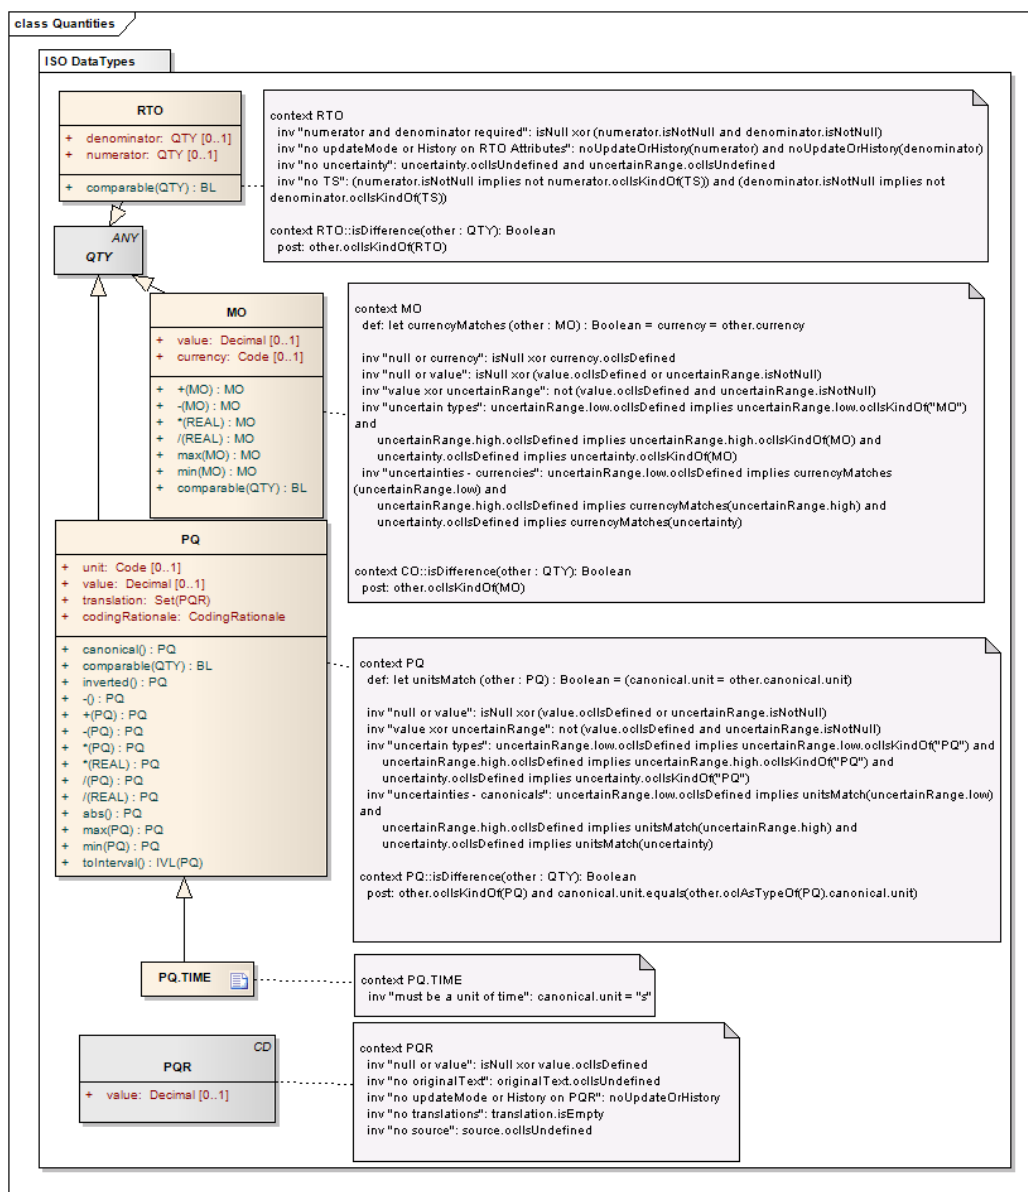 class Quantities
ISO DataTypes
RTO
+ denominator: QTY [0..1]
+ numerator: QTY [0..1]
+ comparable(QTY) : BL
context RTO
inv "numerator and denominator required": isNull xor (numerator.isNotNull and denominator.isNotNull)
inv "no updateMode or History on RTO Attributes": noUpdateOrHistory(numerator) and noUpdateOrHistory(denominator)
inv "no uncertainty": uncertainty.oclIsUndefined and uncertainRange.oclIsUndefined
inv "no TS": (numerator.isNotNull implies not numerator.oclIsKindOf(TS)) and (denominator.isNotNull implies not
denominator.oclIsKindOf(TS))
context RTO::isDifference(other : QTY): Boolean
post: other.oclIsKindOf(RTO)
ANY
QTY
MO
+ value: Decimal [0..1]
+ currency: Code [0..1]
+ +(MO) : MO
+ -(MO) : MO
+ *(REAL) : MO
+ /(REAL) : MO
+ max(MO) : MO
+ min(MO) : MO
+ comparable(QTY) : BL
context MO
def: let currencyMatches (other : MO) : Boolean = currency = other.currency
inv "null or currency": isNull xor currency.oclIsDefined
inv "null or value": isNull xor (value.oclIsDefined or uncertainRange.isNotNull)
inv "value xor uncertainRange": not (value.oclIsDefined and uncertainRange.isNotNull)
inv "uncertain types": uncertainRange.low.oclIsDefined implies uncertainRange.low.oclIsKindOf("MO")
and
uncertainRange.high.oclIsDefined implies uncertainRange.high.oclIsKindOf(MO) and
uncertainty.oclIsDefined implies uncertainty.oclIsKindOf(MO)
inv "uncertainties - currencies": uncertainRange.low.oclIsDefined implies currencyMatches
(uncertainRange.low) and
uncertainRange.high.oclIsDefined implies currencyMatches(uncertainRange.high) and
uncertainty.oclIsDefined implies currencyMatches(uncertainty)
context CO::isDifference(other : QTY): Boolean
post: other.oclIsKindOf(MO)
PQ
+ unit: Code [0..1]
+ value: Decimal [0..1]
+ translation: Set(PQR)
+ codingRationale: CodingRationale
+ canonical() : PQ
+ comparable(QTY) : BL
+ inverted() : PQ
+ -() : PQ
+ +(PQ) : PQ
+ -(PQ) : PQ
+ *(PQ) : PQ
+ *(REAL) : PQ
+ /(PQ) : PQ
+ /(REAL) : PQ
+ abs() : PQ
+ max(PQ) : PQ
+ min(PQ) : PQ
+ toInterval() : IVL(PQ)
context PQ
def: let unitsMatch (other : PQ) : Boolean = (canonical.unit = other.canonical.unit)
inv "null or value": isNull xor (value.oclIsDefined or uncertainRange.isNotNull)
inv "value xor uncertainRange": not (value.oclIsDefined and uncertainRange.isNotNull)
inv "uncertain types": uncertainRange.low.oclIsDefined implies uncertainRange.low.oclIsKindOf("PQ") and
uncertainRange.high.oclIsDefined implies uncertainRange.high.oclIsKindOf("PQ") and
uncertainty.oclIsDefined implies uncertainty.oclIsKindOf("PQ")
inv "uncertainties - canonicals": uncertainRange.low.oclIsDefined implies unitsMatch(uncertainRange.low)
and
uncertainRange.high.oclIsDefined implies unitsMatch(uncertainRange.high) and
uncertainty.oclIsDefined implies unitsMatch(uncertainty)
context PQ::isDifference(other : QTY): Boolean
post: other.oclIsKindOf(PQ) and canonical.unit.equals(other.oclAsTypeOf(PQ).canonical.unit)
PQ.TIME
context PQ.TIME
inv "must be a unit of time": canonical.unit = "s"
CD
PQR
+ value: Decimal [0..1]
context PQR
inv "null or value": isNull xor value.oclIsDefined
inv "no originalText": originalText.oclIsUndefined
inv "no updateMode or History on PQR": noUpdateOrHistory
inv "no translations": translation.isEmpty
inv "no source": source.oclIsUndefined